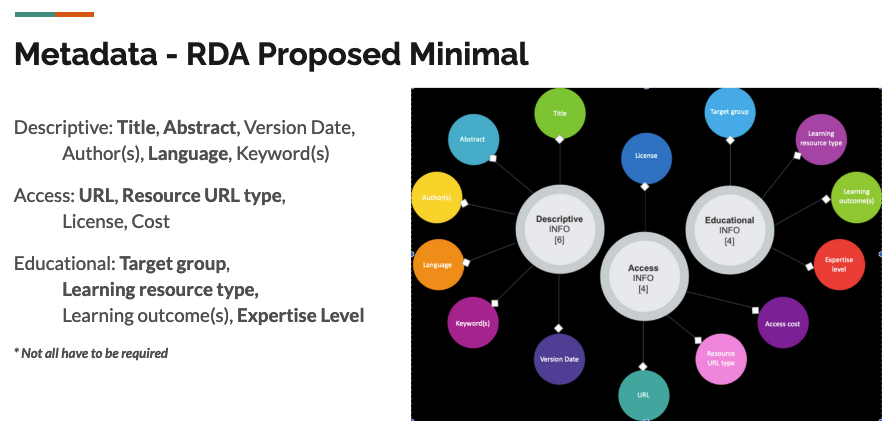 Metadata - RDA Proposed Minimal
Descriptive: Title, Abstract, Version Date,
Author(s), Language, Keyword(s)
Access: URL, Resource URL type,
License, Cost
Educational: Target group,
Learning resource type,
Learning outcome(s), Expertise Level
* Not all have to be required
Title
Abstract
Author(s)
Language
Keyword(s)
Version Date
Descriptive
INFO
[6]
License
Access
INFO
[4]
URL
Resource
URL type
Access cost
Target group
Learning
resource type
Learning
outcome(s)
Expertise
level
Educational
INFO
[4]